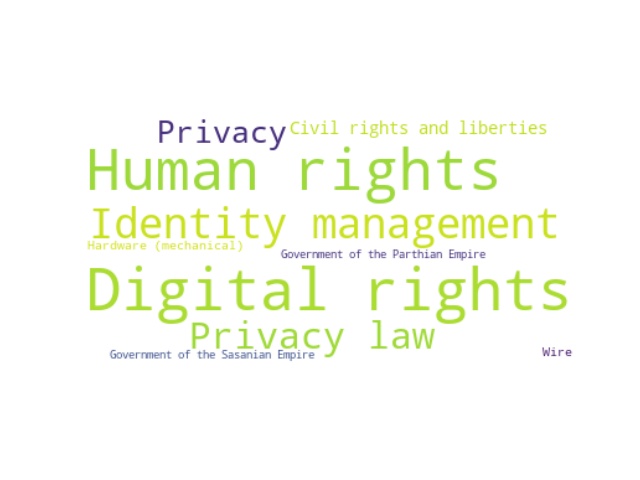 Privacy
Civil rights and liberties
Human rights
Identity management
Hardware (mechanical)
Government of the Parthian Empire
Digital rights
Privacy law
Government of the Sasanian Empire
Wire